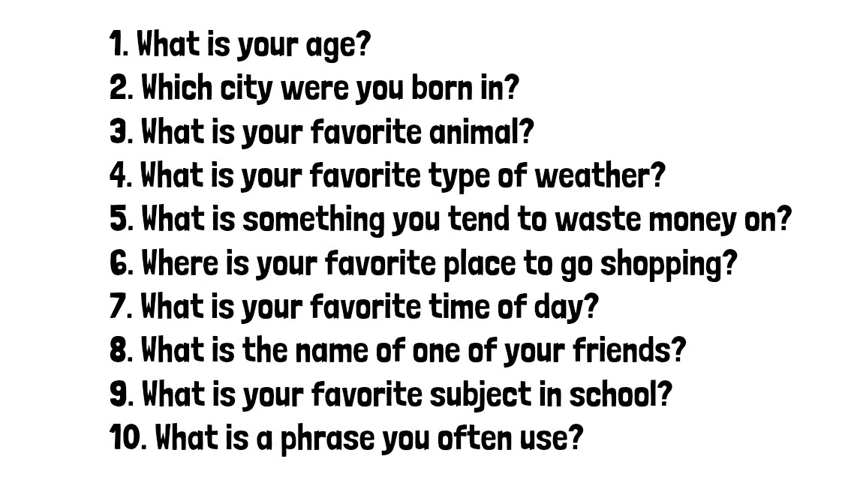 1. What is your age?
2. Which city were you born in?
3. What is your favorite animal?
4. What is your favorite type of weather?
5. What is something you tend to waste money on?
6. Where is your favorite place to go shopping?
7. What is your favorite time of day?
8. What is the name of one of your friends?
9. What is your favorite subject in school?
10. What is a phrase you often use?